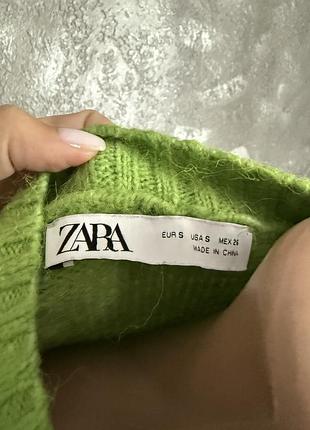 ZARA
EUR S USA S MEX 26
MADE IN CHINA